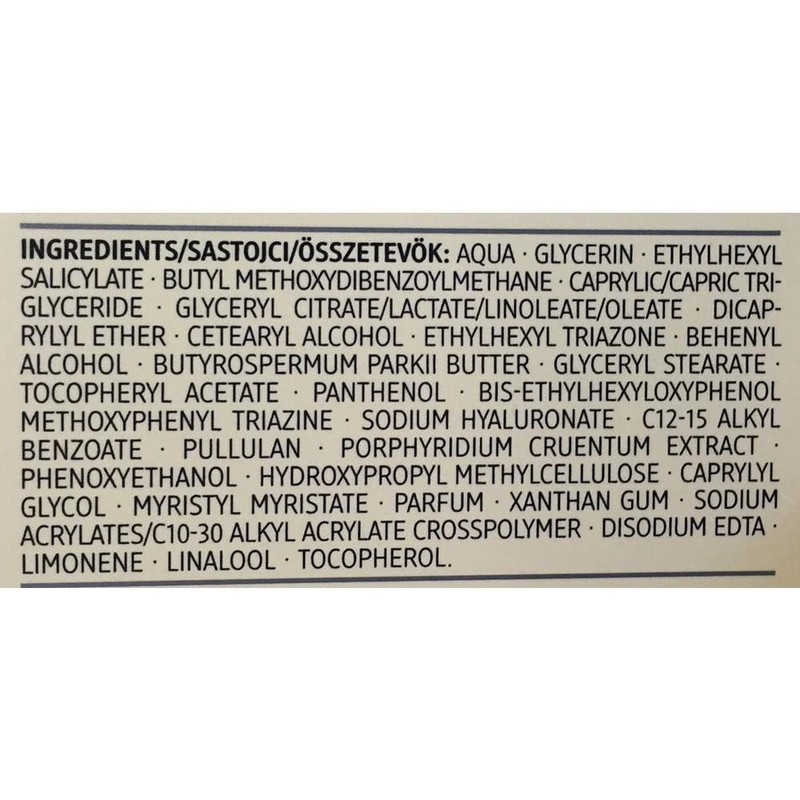 INGREDIENTS/SASTOJCI/ÖSSZETEVÖK: AQUA · GLYCERIN · ETHYLHEXYL
SALICYLATE · BUTYL METHOXYDIBENZOYLMETHANE · CAPRYLIC/CAPRIC TRI-
GLYCERIDE · GLYCERYL CITRATE/LACTATE/LINOLEATE/OLEATE · DICAP-
RYLYL ETHER · CETEARYL ALCOHOL · ETHYLHEXYL TRIAZONE · BEHENYL
ALCOHOL · BUTYROSPERMUM PARKII BUTTER · GLYCERYL STEARATE ·
TOCOPHERYL ACETATE · PANTHENOL · BIS-ETHYLHEXYLOXYPHENOL
METHOXYPHENYL TRIAZINE · SODIUM HYALURONATE · C12-15 ALKYL
BENZOATE · PULLULAN · PORPHYRIDIUM CRUENTUM EXTRACT ·
PHENOXYETHANOL · HYDROXYPROPYL METHYLCELLULOSE · CAPRYLYL
GLYCOL · MYRISTYL MYRISTATE · PARFUM · XANTHAN GUM · SODIUM
ACRYLATES/C10-30 ALKYL ACRYLATE CROSSPOLYMER · DISODIUM EDTA ·
LIMONENE · LINALOOL · TOCOPHEROL.